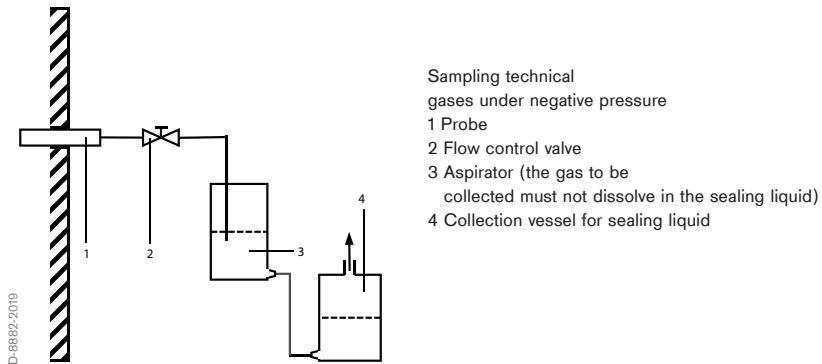 Sampling technical
gases under negative pressure
1 Probe
2 Flow control valve
3 Aspirator (the gas to be
collected must not dissolve in the sealing liquid)
4 Collection vessel for sealing liquid
1
2
3
4
D-8882-2019